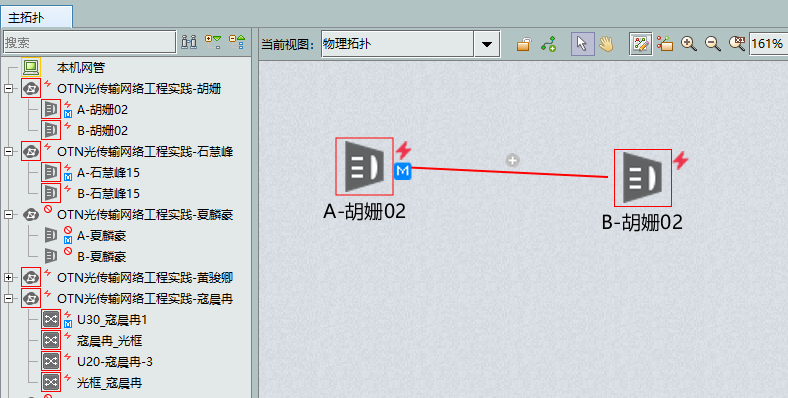 主拓扑
搜索
当前视图:
物理拓扑
161%
本机网管
OTN光传输网络工程实践-胡姗
A-胡姗02
M
B-胡姗02
OTN光传输网络工程实践-石慧峰
A-石慧峰15
M
B-石慧峰15
OTN光传输网络工程实践-夏麟豪
A-夏麟豪
M
B-夏麟豪
OTN光传输网络工程实践-黄骏卿
OTN光传输网络工程实践-寇晨冉
U30_寇晨冉1
M
寇晨冉_光框
U20-寇晨冉-3
光框_寇晨冉
M
A-胡姗02
B-胡姗02